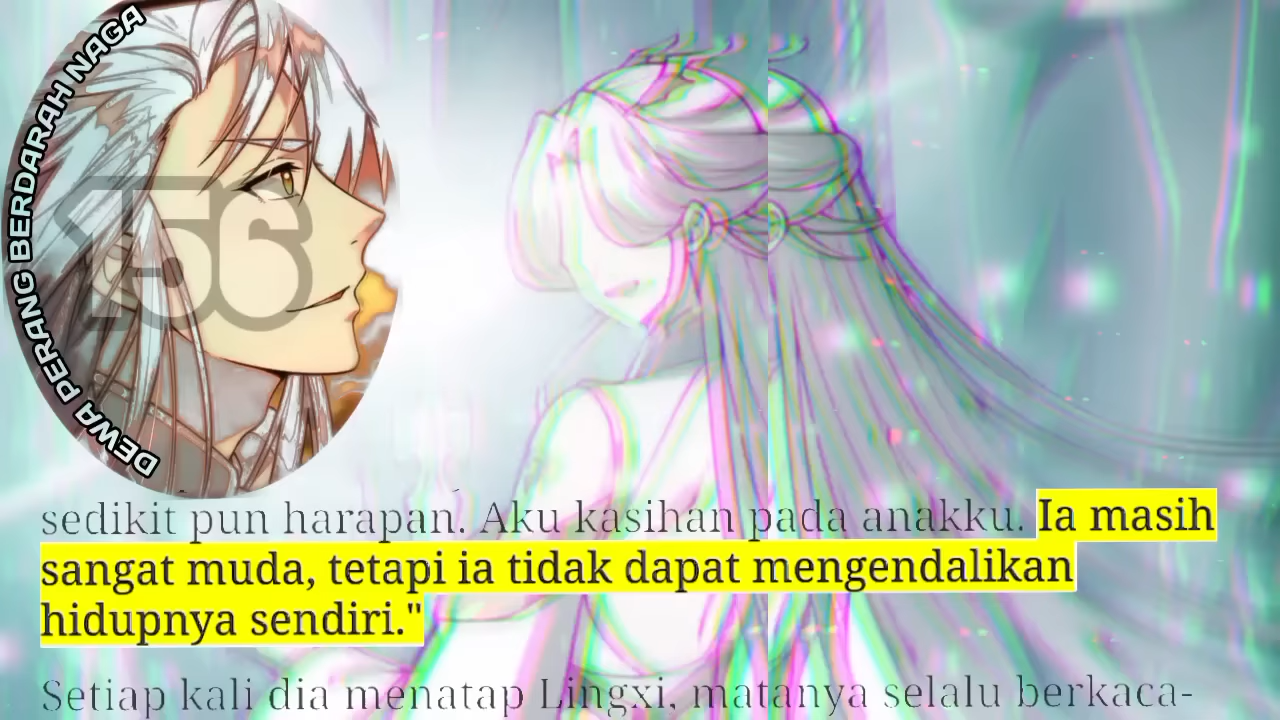 DEWA PERANG BERDARAH NAGA
156
sedikit pun harapan. Aku kasihan pada anakku. Ia masih
sangat muda, tetapi ia tidak dapat mengendalikan
hidupnya sendiri."
Setiap kali dia menatap Lingxi, matanya selalu berkaca-